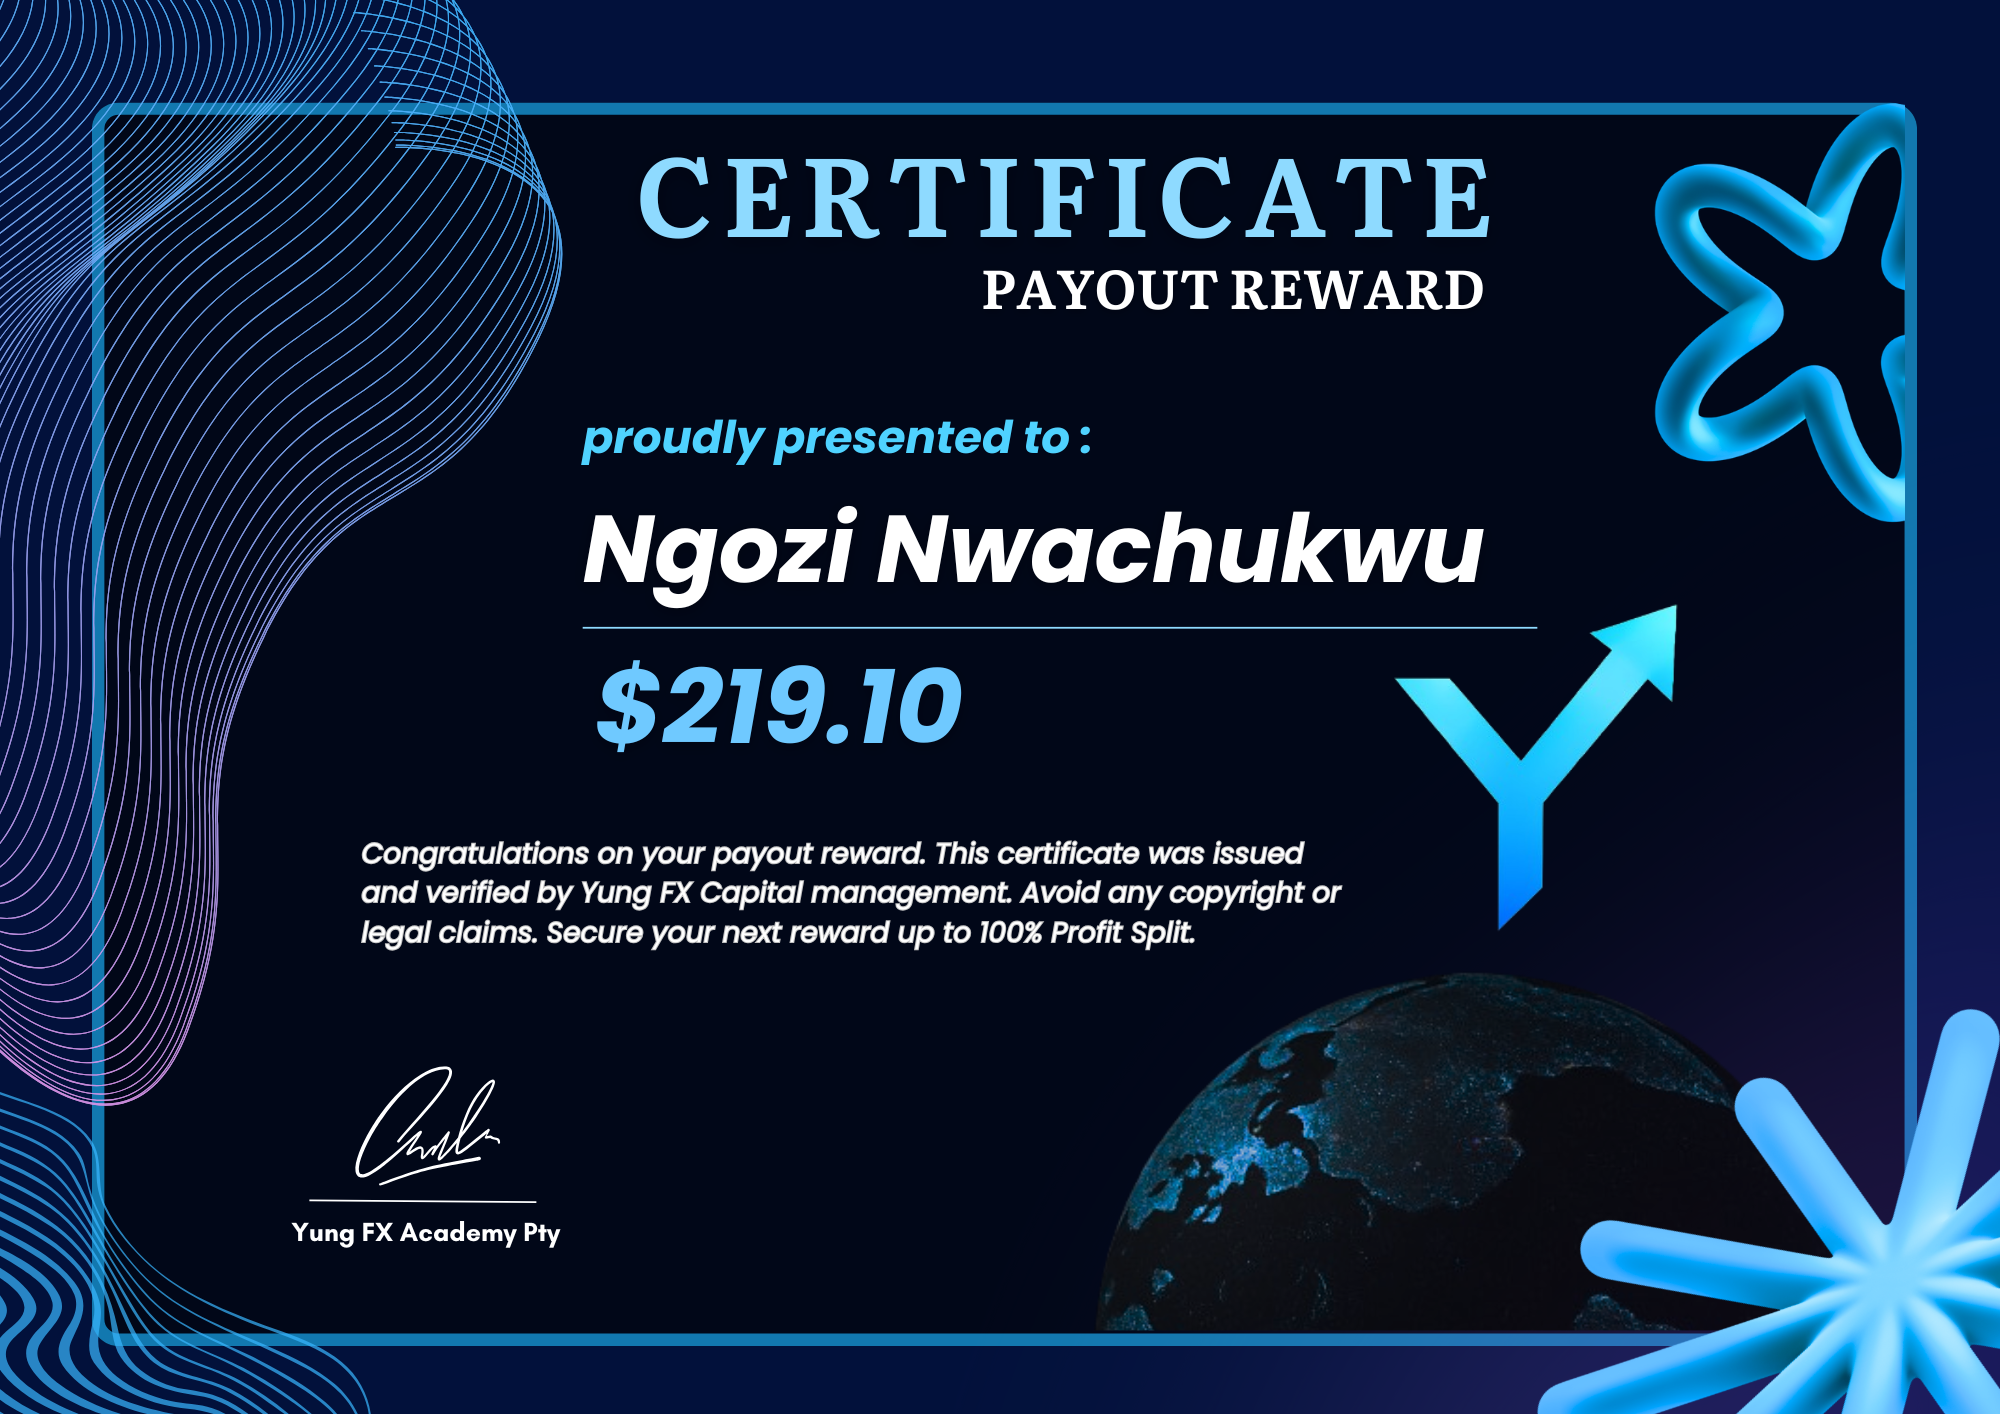 CERTIFICATE
PAYOUT REWARD
proudly presented to :
Ngozi Nwachukwu
$219.10
Congratulations on your payout reward. This certificate was issued
and verified by Yung FX Capital management. Avoid any copyright or
legal claims. Secure your next reward up to 100% Profit Split.
Yung FX Academy Pty